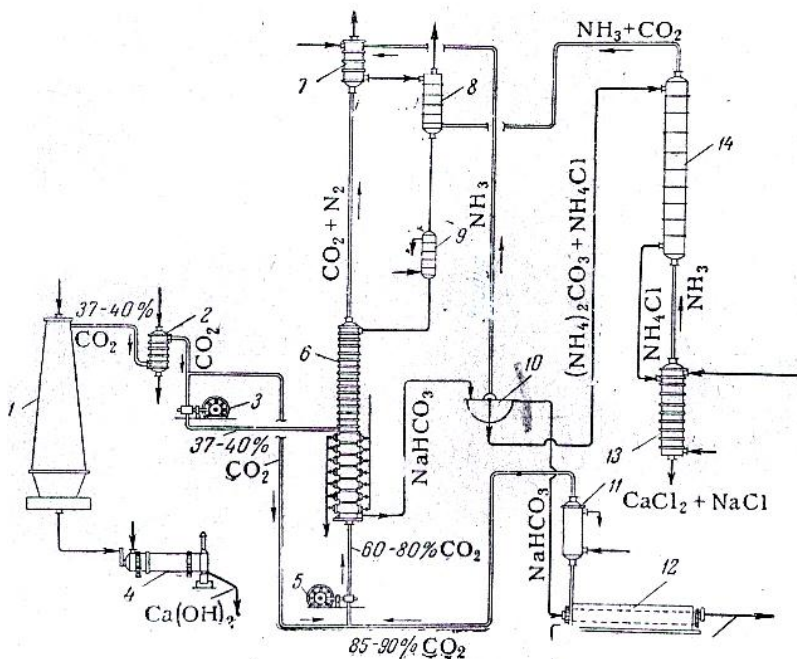 NH₃+CO₂
7
8
14
CO₂ + N₂
NH₃
(NH₄)₂CO₃ + NH₄Cl
9
NH₄Cl
NH₃
37-40%
CO₂
2
CO₂
6
1
3
10
37-40%
CO₂
NaHCO₃
13
CaCl₂ + NaCl
NaHCO₃
11
60-80% CO₂
5
12
4
Ca(OH)₂
85-90% CO₂